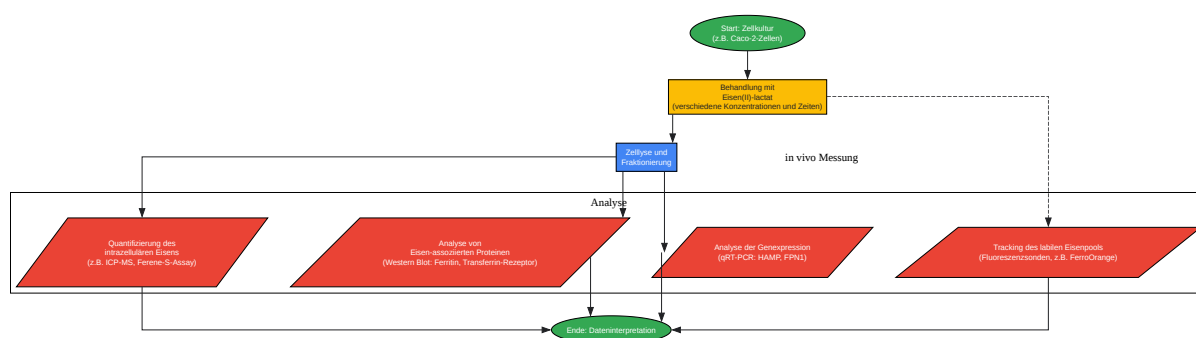 Start: Zellkultur
(z.B. Caco-2-Zellen)
Behandlung mit
Eisen(II)-lactat
(verschiedene Konzentrationen und Zeiten)
Zelllyse und
Fraktionierung
in vivo Messung
Analyse
Quantifizierung des
intrazellulären Eisens
(z.B. ICP-MS, Ferene-S-Assay)
Analyse von
Eisen-assoziierten Proteinen
(Western Blot: Ferritin, Transferrin-Rezeptor)
Analyse der Genexpression
(qRT-PCR: HAMP, FPN1)
Tracking des labilen Eisenpools
(Fluoreszenzsonden, z.B. FerroOrange)
Ende: Dateninterpretation